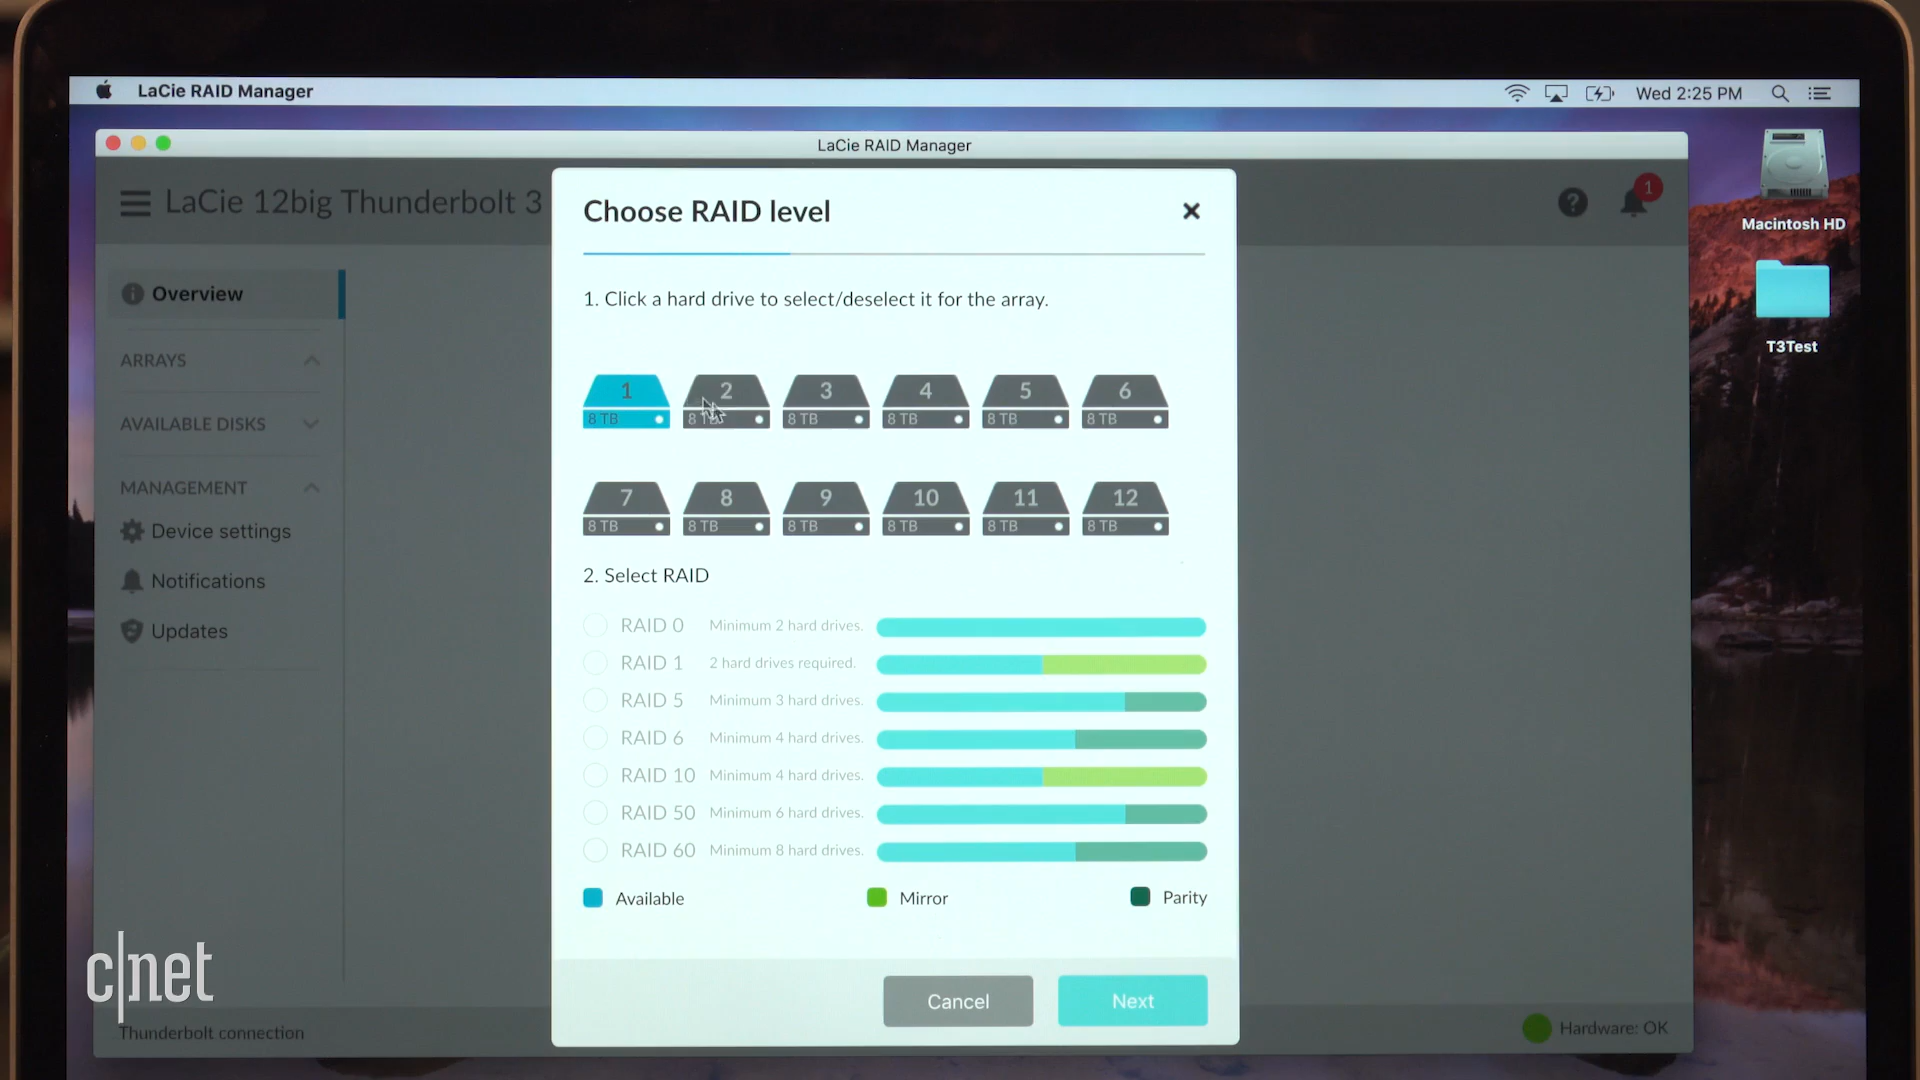 LaCie RAID Manager
Wed 2:25 PM
LaCie RAID Manager
LaCie 12big Thunderbolt 3
1
Macintosh HD
T3Test
Overview
ARRAYS
AVAILABLE DISKS
MANAGEMENT
Device settings
Notifications
Updates
Choose RAID level
1. Click a hard drive to select/deselect it for the array.
1 2 3 4 5 6
8 TB 8 TB 8 TB 8 TB 8 TB 8 TB
7 8 9 10 11 12
8 TB 8 TB 8 TB 8 TB 8 TB 8 TB
2. Select RAID
RAID 0 Minimum 2 hard drives.
RAID 1 2 hard drives required.
RAID 5 Minimum 3 hard drives.
RAID 6 Minimum 4 hard drives.
RAID 10 Minimum 4 hard drives.
RAID 50 Minimum 6 hard drives.
RAID 60 Minimum 8 hard drives.
Available Mirror Parity
Cancel Next
c|net
Thunderbolt connection
Hardware: OK